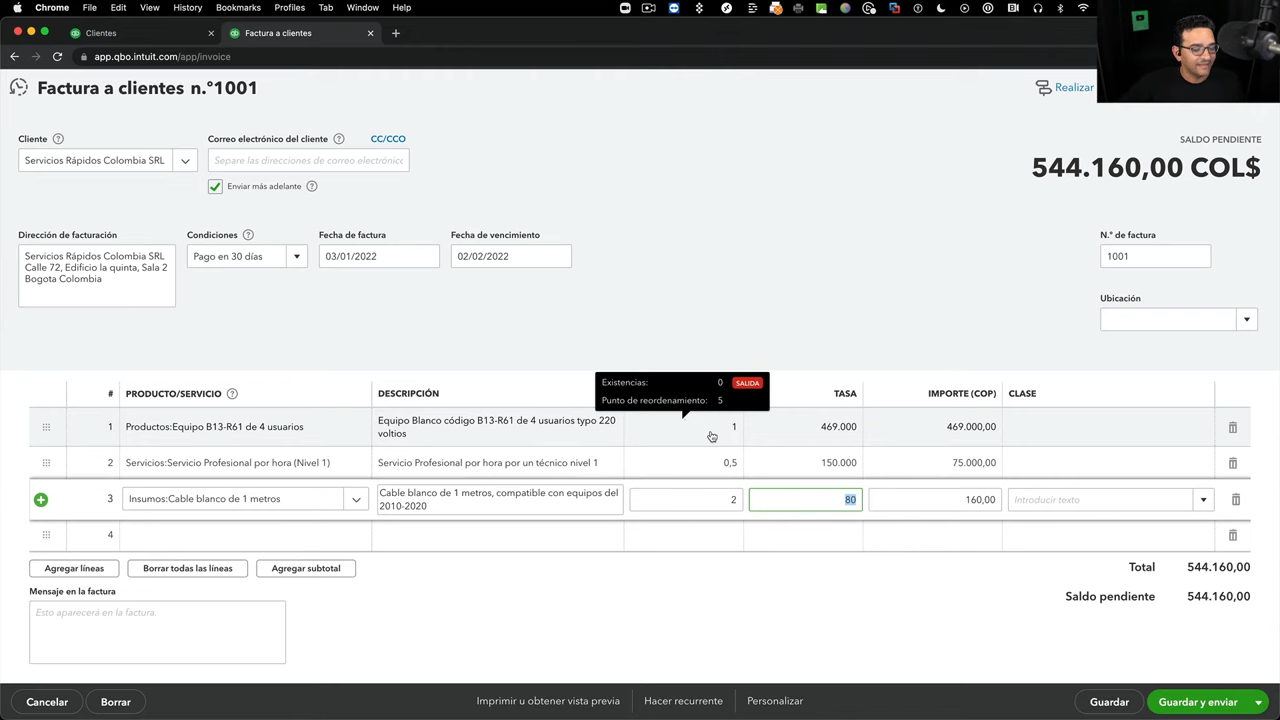 Chrome File Edit View History Bookmarks Profiles Tab Window Help
Clientes
Factura a clientes
app.qbo.intuit.com/app/invoice
Factura a clientes n.°1001
Realizar
Cliente
Correo electrónico del cliente
CC/CCO
SALDO PENDIENTE
Servicios Rápidos Colombia SRL
Separe las direcciones de correo electrónicc
544.160,00 COL$
Enviar más adelante
Dirección de facturación
Condiciones
Fecha de factura
Fecha de vencimiento
N.° de factura
Servicios Rápidos Colombia SRL
Calle 72, Edificio la quinta, Sala 2
Bogota Colombia
Pago en 30 días
03/01/2022
02/02/2022
1001
Ubicación
Existencias: 0 SALIDA
Punto de reordenamiento: 5
# PRODUCTO/SERVICIO DESCRIPCIÓN TASA IMPORTE (COP) CLASE
1 Productos:Equipo B13-R61 de 4 usuarios
Equipo Blanco código B13-R61 de 4 usuarios typo 220
voltios
1 469.000 469.000,00
2 Servicios:Servicio Profesional por hora (Nivel 1) Servicio Profesional por hora por un técnico nivel 1 0,5 150.000 75.000,00
3 Insumos:Cable blanco de 1 metros
Cable blanco de 1 metros, compatible con equipos del
2010-2020
2 80 160,00 Introducir texto
4
Agregar líneas Borrar todas las líneas Agregar subtotal
Total 544.160,00
Mensaje en la factura
Saldo pendiente 544.160,00
Esto aparecerá en la factura.
Cancelar Borrar Imprimir u obtener vista previa Hacer recurrente Personalizar Guardar Guardar y enviar